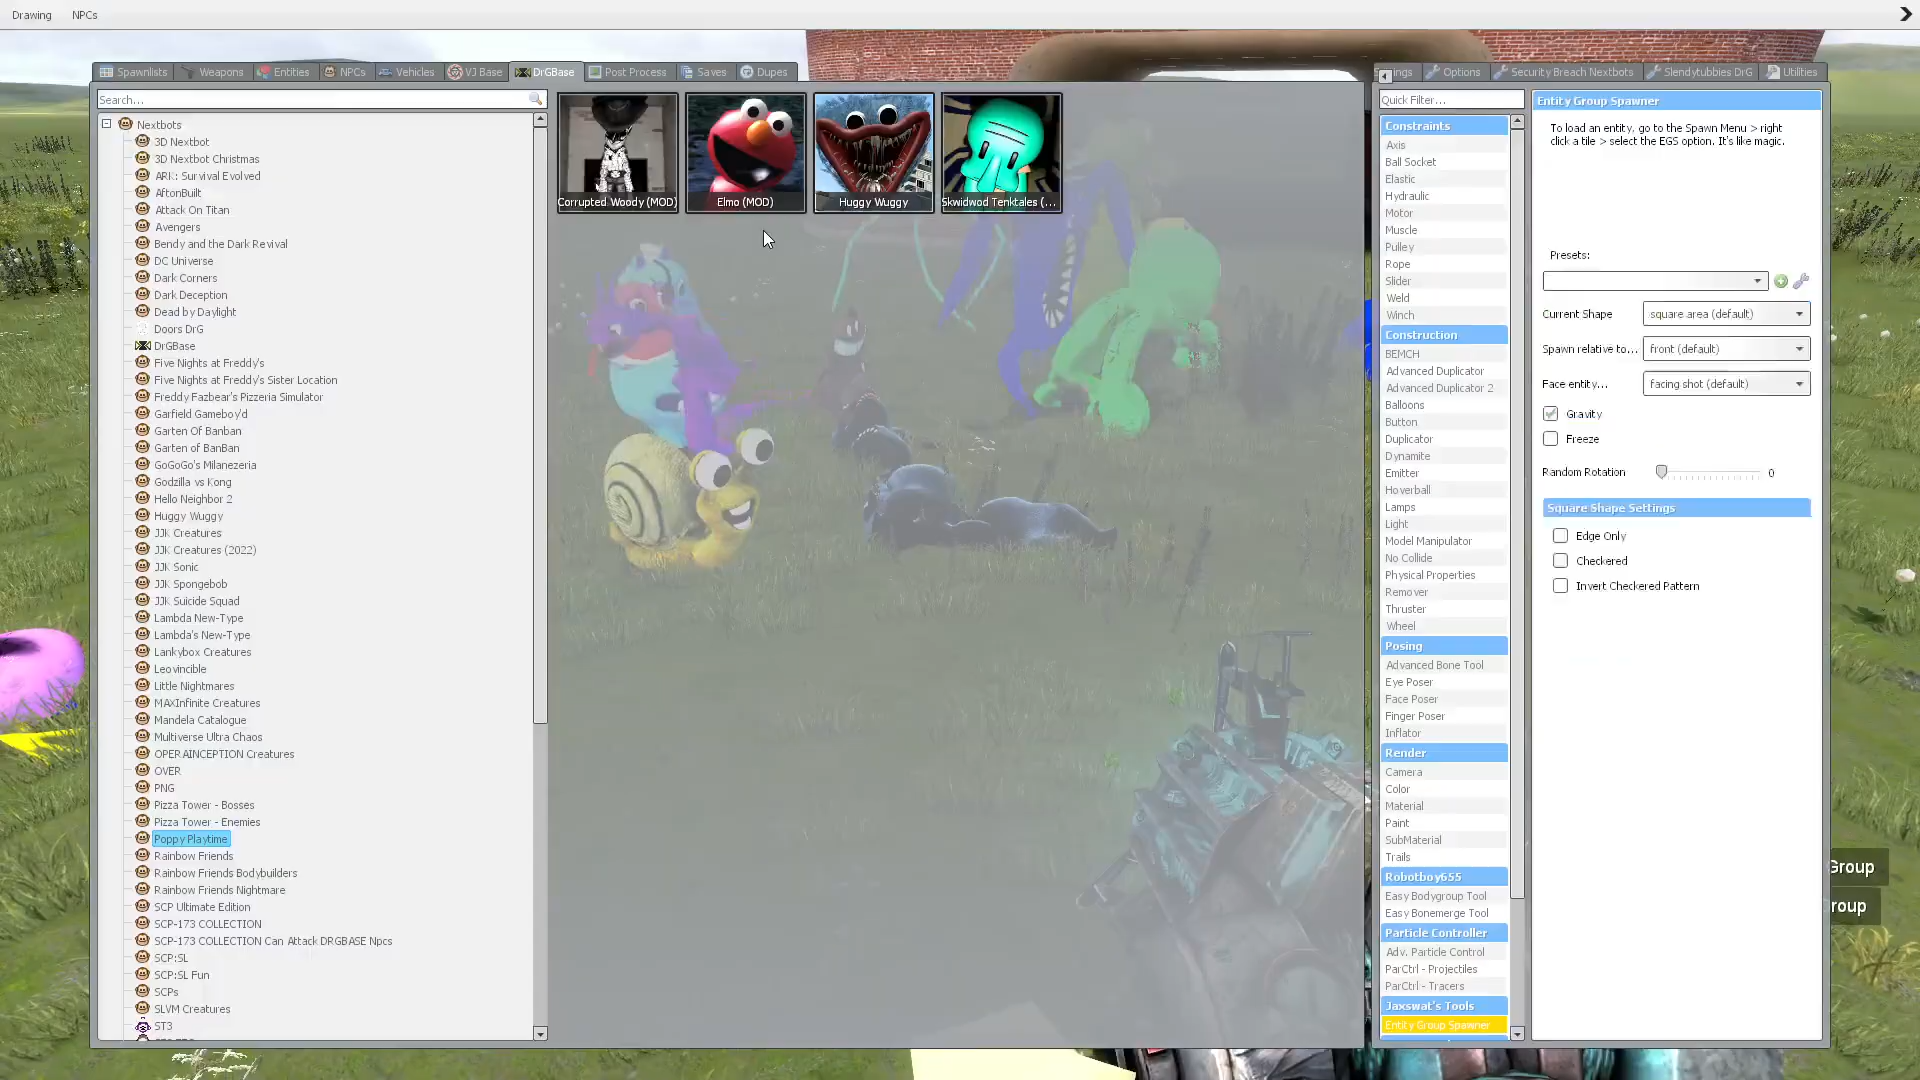 Drawing NPCs
Spawnlists Weapons Entities NPCs Vehicles VJ Base DrGBase Post Process Saves Dupes
Options Security Breach Nextbots Slendytubbies DrG Utilities
Search...
Nextbots
3D Nextbot
3D Nextbot Christmas
ARK: Survival Evolved
AftonBuilt
Attack On Titan
Avengers
Bendy and the Dark Revival
DC Universe
Dark Corners
Dark Deception
Dead by Daylight
Doors DrG
DrGBase
Five Nights at Freddy's
Five Nights at Freddy's Sister Location
Freddy Fazbear's Pizzeria Simulator
Garfield Gameboy'd
Garten Of Banban
Garten of BanBan
GoGoGo's Milanezeria
Godzilla vs Kong
Hello Neighbor 2
Huggy Wuggy
JJK Creatures
JJK Creatures (2022)
JJK Sonic
JJK Spongebob
JJK Suicide Squad
Lambda New-Type
Lambda's New-Type
Lankybox Creatures
Leovincible
Little Nightmares
MAXInfinite Creatures
Mandela Catalogue
Multiverse Ultra Chaos
OPERAINCEPTION Creatures
OVER
PNG
Pizza Tower - Bosses
Pizza Tower - Enemies
Poppy Playtime
Rainbow Friends
Rainbow Friends Bodybuilders
Rainbow Friends Nightmare
SCP Ultimate Edition
SCP-173 COLLECTION
SCP-173 COLLECTION Can Attack DRGBASE Npcs
SCP:SL
SCP:SL Fun
SCPs
SLVM Creatures
ST3
Corrupted Woody (MOD)
Elmo (MOD)
Huggy Wuggy
Skwidwod Tenktales (...
Quick Filter...
Constraints
Axis
Ball Socket
Elastic
Hydraulic
Motor
Muscle
Pulley
Rope
Slider
Weld
Winch
Construction
BEMCH
Advanced Duplicator
Advanced Duplicator 2
Balloons
Button
Duplicator
Dynamite
Emitter
Hoverball
Lamps
Light
Model Manipulator
No Collide
Physical Properties
Remover
Thruster
Wheel
Posing
Advanced Bone Tool
Eye Poser
Face Poser
Finger Poser
Inflator
Render
Camera
Color
Material
Paint
SubMaterial
Trails
Robotboy655
Easy Bodygroup Tool
Easy Bonemerge Tool
Particle Controller
Adv. Particle Control
ParCtrl - Projectiles
ParCtrl - Tracers
Jaxswat's Tools
Entity Group Spawner
Entity Group Spawner
To load an entity, go to the Spawn Menu > right
click a tile > select the EGS option. It's like magic.
Presets:
Current Shape square area (default)
Spawn relative to... front (default)
Face entity... facing shot (default)
Gravity
Freeze
Random Rotation 0
Square Shape Settings
Edge Only
Checkered
Invert Checkered Pattern
Group
roup